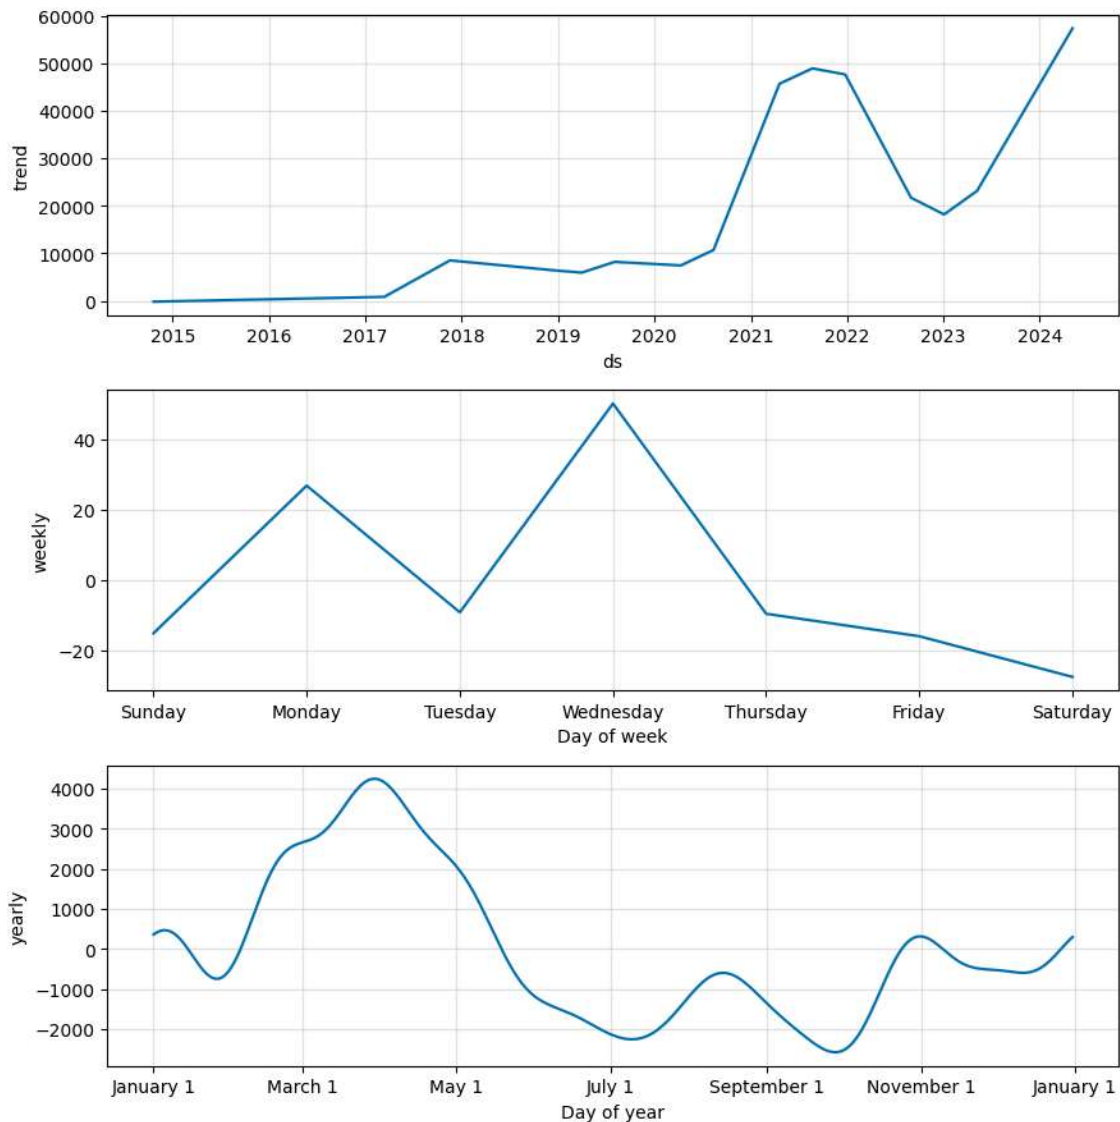 60000
50000
40000
30000
20000
10000
0
trend
2015 2016 2017 2018 2019 2020 2021 2022 2023 2024
ds
40
20
0
−20
weekly
Sunday Monday Tuesday Wednesday Thursday Friday Saturday
Day of week
4000
3000
2000
1000
0
−1000
−2000
yearly
January 1 March 1 May 1 July 1 September 1 November 1 January 1
Day of year